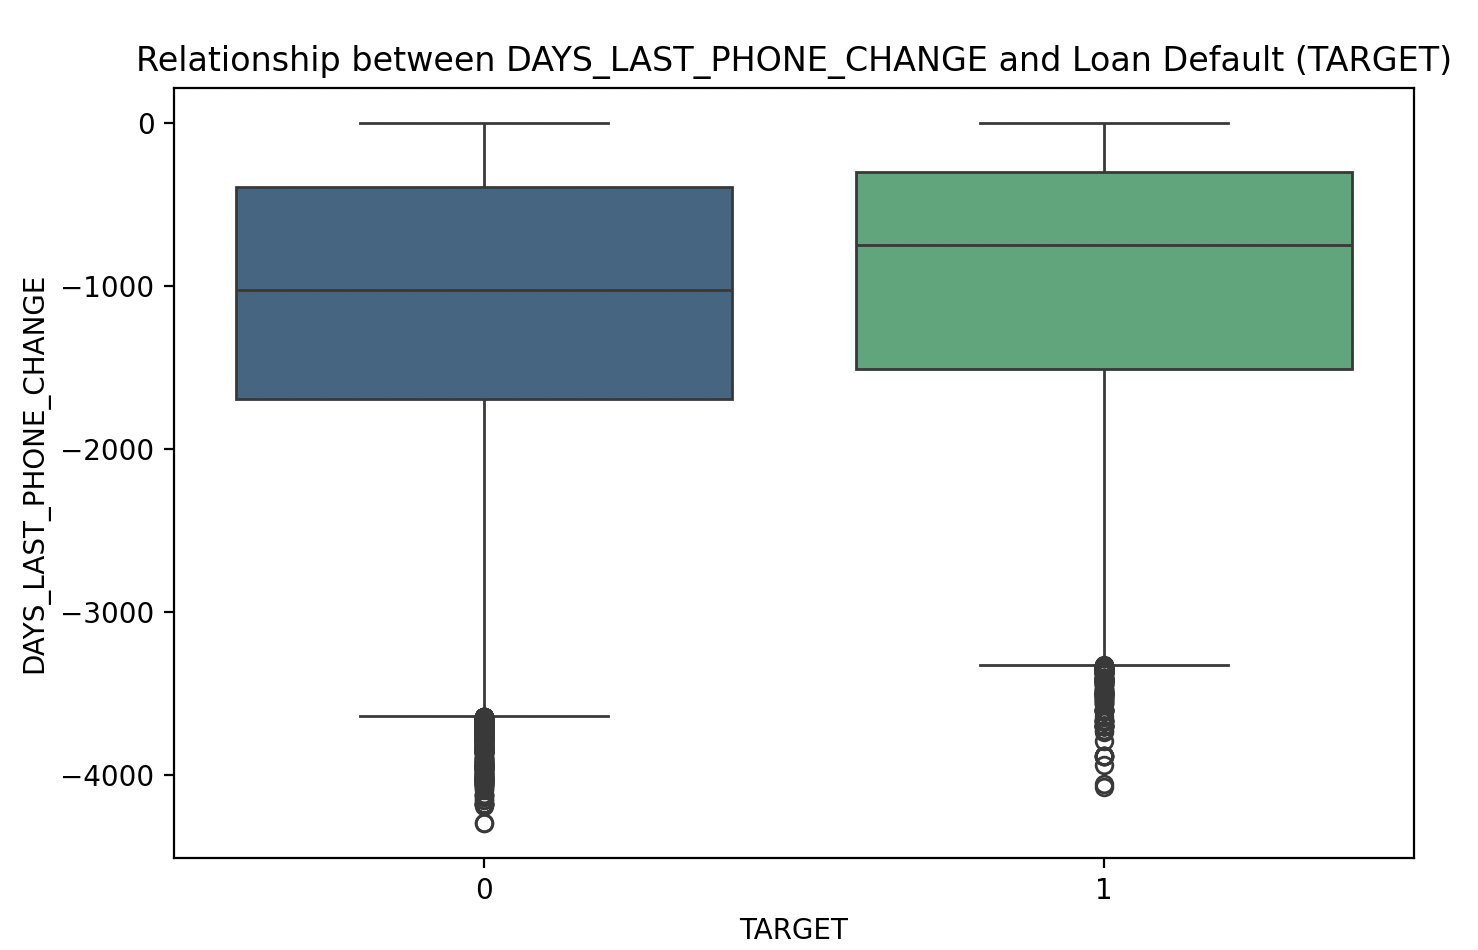 Relationship between DAYS_LAST_PHONE_CHANGE and Loan Default (TARGET)
DAYS_LAST_PHONE_CHANGE
0
−1000
−2000
−3000
−4000
0
1
TARGET